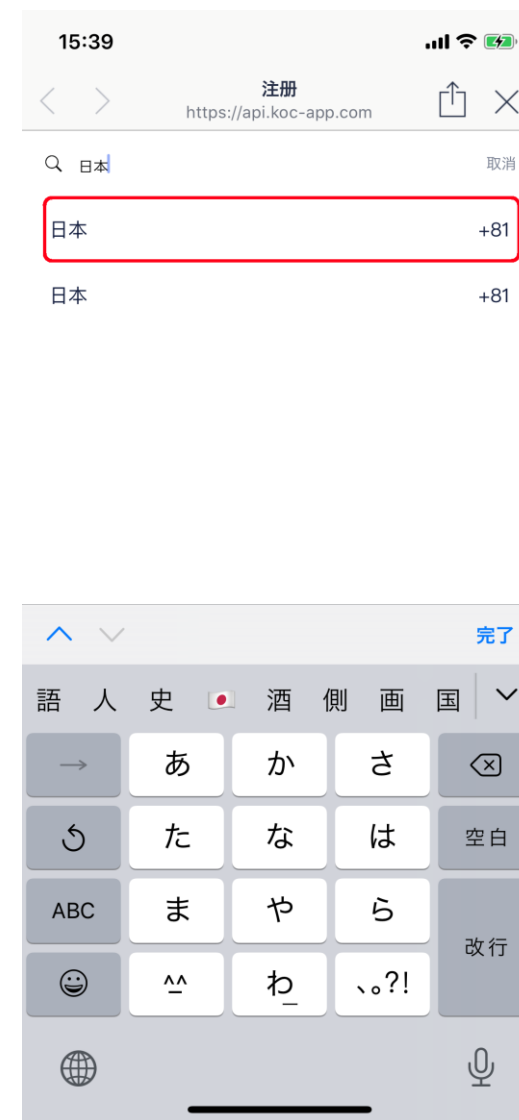 15:39
注册
https://api.koc-app.com
日本
取消
日本 +81
日本 +81
完了
語 人 史 🇯🇵 酒 側 画 国
→ あ か さ
た な は 空白
ABC ま や ら
改行
^^ わ 、。?!